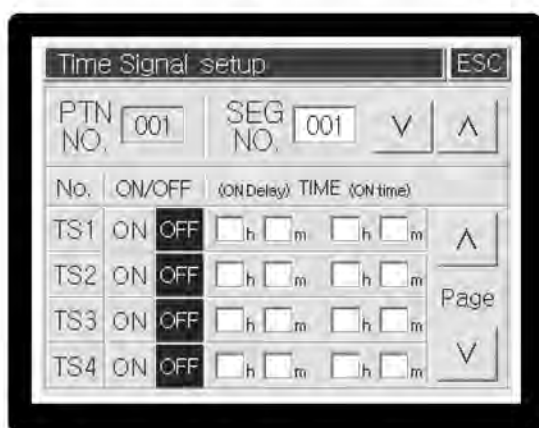 Time Signal setup ESC
PTN NO. 001 SEG NO. 001 V Λ
No. ON/OFF (ON Delay) TIME (ON time)
TS1 ON OFF h m h m Λ
TS2 ON OFF h m h m
Page
TS3 ON OFF h m h m
TS4 ON OFF h m h m V